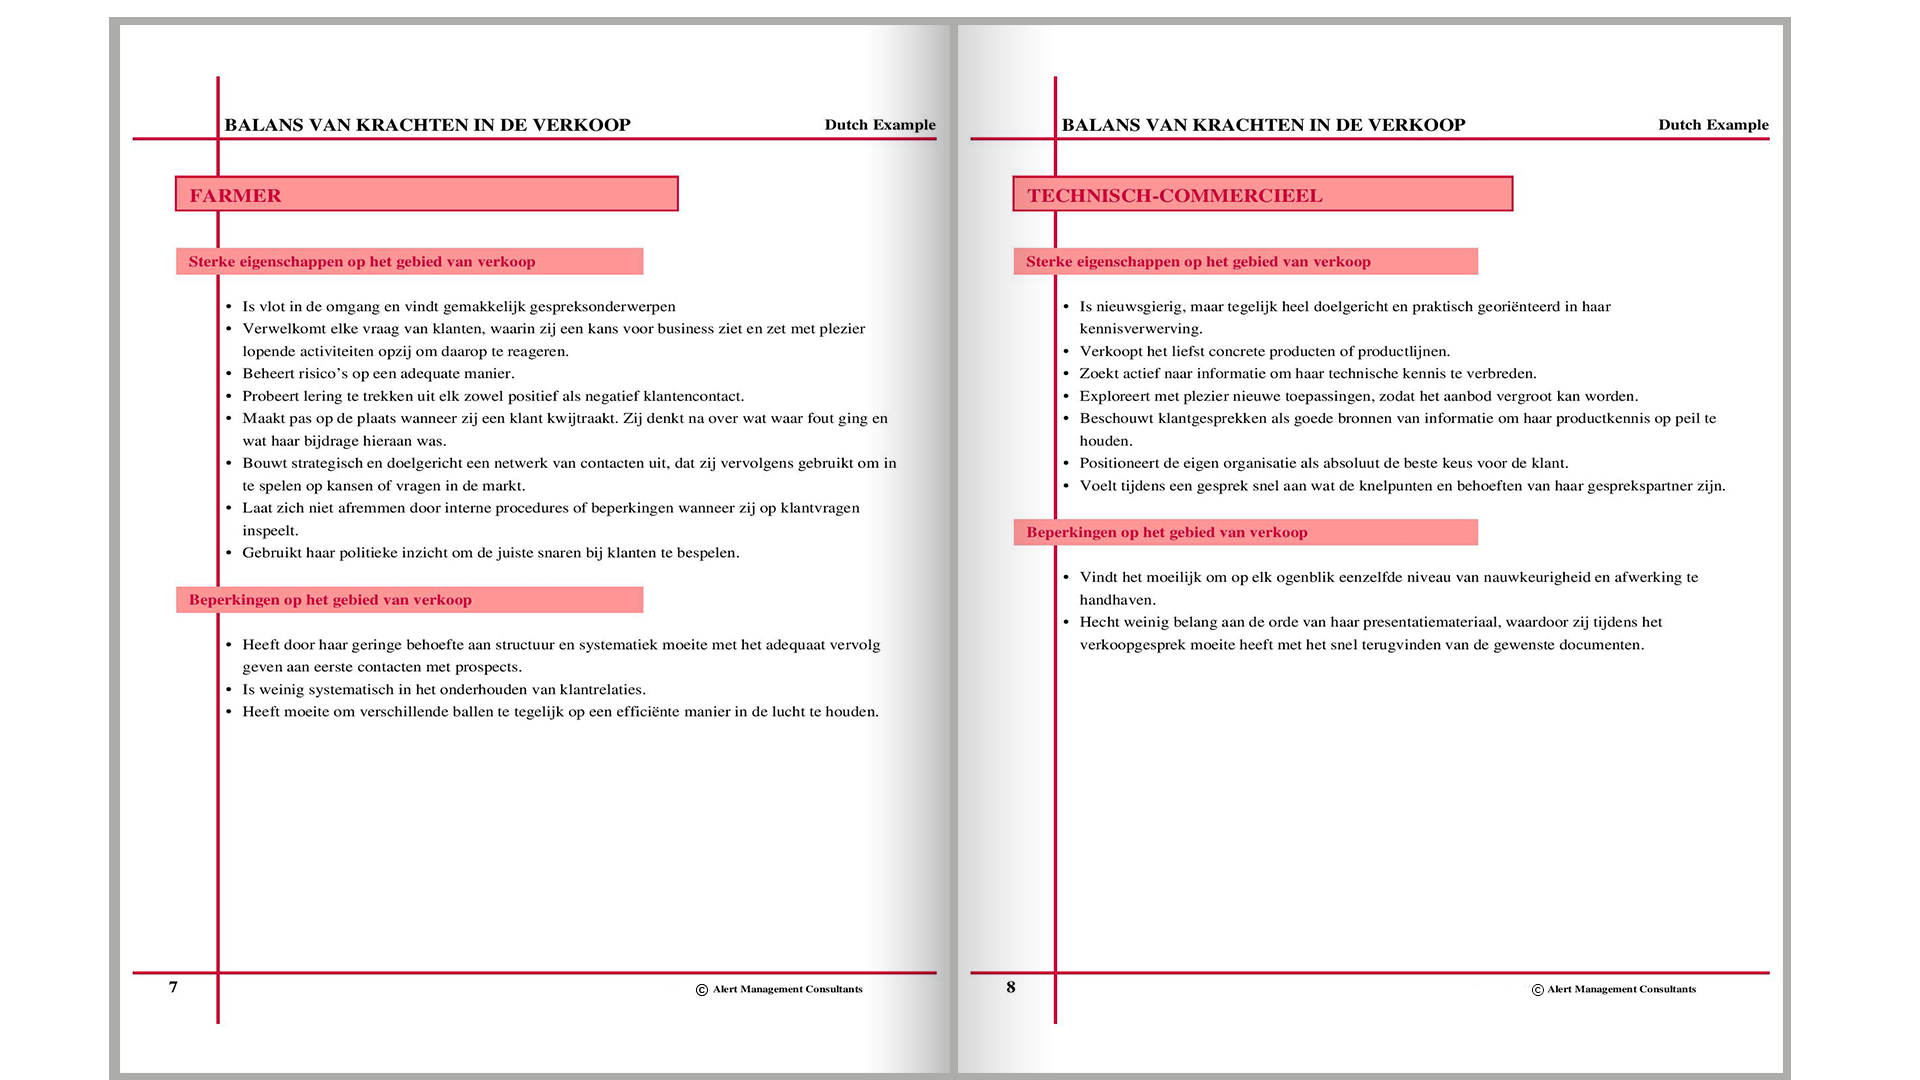 BALANS VAN KRACHTEN IN DE VERKOOP Dutch Example
FARMER
Sterke eigenschappen op het gebied van verkoop
• Is vlot in de omgang en vindt gemakkelijk gespreksonderwerpen
• Verwelkomt elke vraag van klanten, waarin zij een kans voor business ziet en zet met plezier
lopende activiteiten opzij om daarop te reageren.
• Beheert risico’s op een adequate manier.
• Probeert lering te trekken uit elk zowel positief als negatief klantencontact.
• Maakt pas op de plaats wanneer zij een klant kwijtraakt. Zij denkt na over wat waar fout ging en
wat haar bijdrage hieraan was.
• Bouwt strategisch en doelgericht een netwerk van contacten uit, dat zij vervolgens gebruikt om in
te spelen op kansen of vragen in de markt.
• Laat zich niet afremmen door interne procedures of beperkingen wanneer zij op klantvragen
inspeelt.
• Gebruikt haar politieke inzicht om de juiste snaren bij klanten te bespelen.
Beperkingen op het gebied van verkoop
• Heeft door haar geringe behoefte aan structuur en systematiek moeite met het adequaat vervolg
geven aan eerste contacten met prospects.
• Is weinig systematisch in het onderhouden van klantrelaties.
• Heeft moeite om verschillende ballen te tegelijk op een efficiënte manier in de lucht te houden.
7 © Alert Management Consultants
BALANS VAN KRACHTEN IN DE VERKOOP Dutch Example
TECHNISCH-COMMERCIEEL
Sterke eigenschappen op het gebied van verkoop
• Is nieuwsgierig, maar tegelijk heel doelgericht en praktisch georiënteerd in haar
kennisverwerving.
• Verkoopt het liefst concrete producten of productlijnen.
• Zoekt actief naar informatie om haar technische kennis te verbreden.
• Exploreert met plezier nieuwe toepassingen, zodat het aanbod vergroot kan worden.
• Beschouwt klantgesprekken als goede bronnen van informatie om haar productkennis op peil te
houden.
• Positioneert de eigen organisatie als absoluut de beste keus voor de klant.
• Voelt tijdens een gesprek snel aan wat de knelpunten en behoeften van haar gesprekspartner zijn.
Beperkingen op het gebied van verkoop
• Vindt het moeilijk om op elk ogenblik eenzelfde niveau van nauwkeurigheid en afwerking te
handhaven.
• Hecht weinig belang aan de orde van haar presentatiemateriaal, waardoor zij tijdens het
verkoopgesprek moeite heeft met het snel terugvinden van de gewenste documenten.
8 © Alert Management Consultants